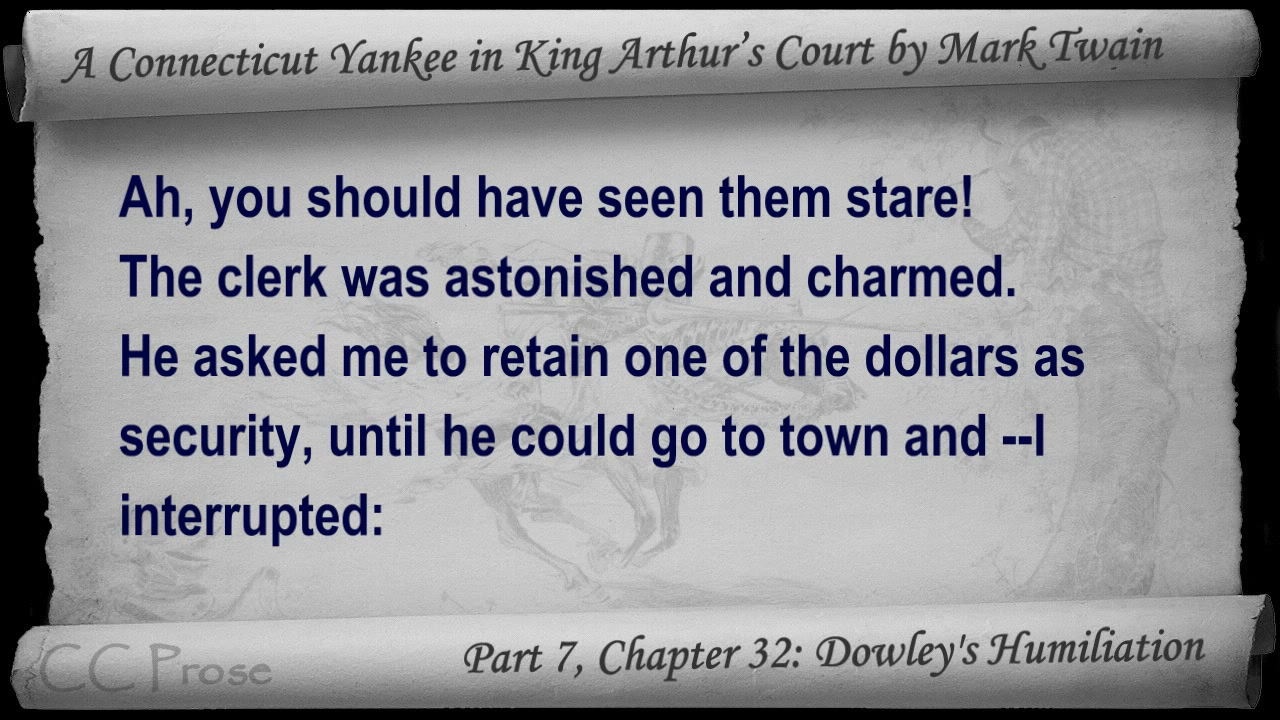 A Connecticut Yankee in King Arthur's Court by Mark Twain
Ah, you should have seen them stare!
The clerk was astonished and charmed.
He asked me to retain one of the dollars as
security, until he could go to town and --I
interrupted:
CC Prose
Part 7, Chapter 32: Dowley's Humiliation